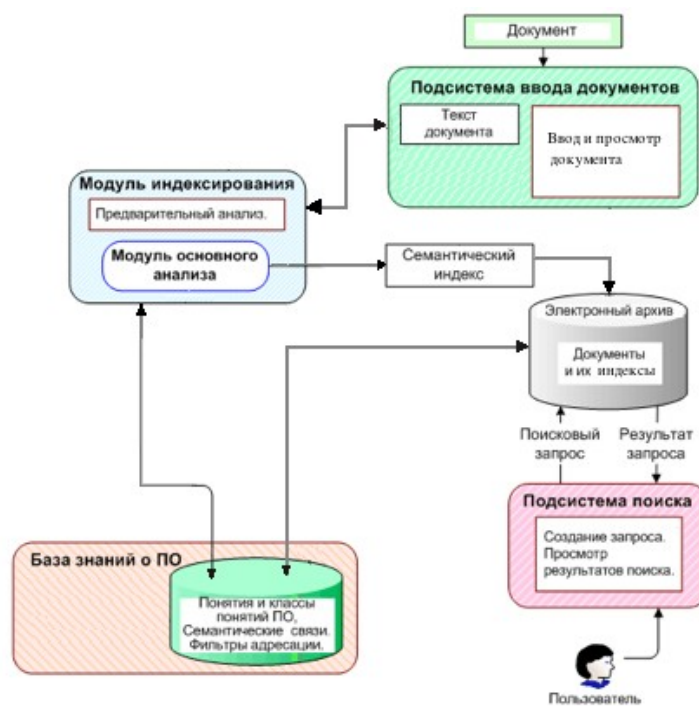 Документ
Подсистема ввода документов
Текст
документа
Ввод и просмотр
документа
Модуль индексирования
Предварительный анализ.
Модуль основного
анализа
Семантический
индекс
Электронный архив
Документы
и их индексы
Поисковый
запрос
Результат
запроса
Подсистема поиска
Создание запроса.
Просмотр
результатов поиска.
База знаний о ПО
Понятия и классы
понятий ПО,
Семантические связи.
Фильтры адресации.
Пользователь